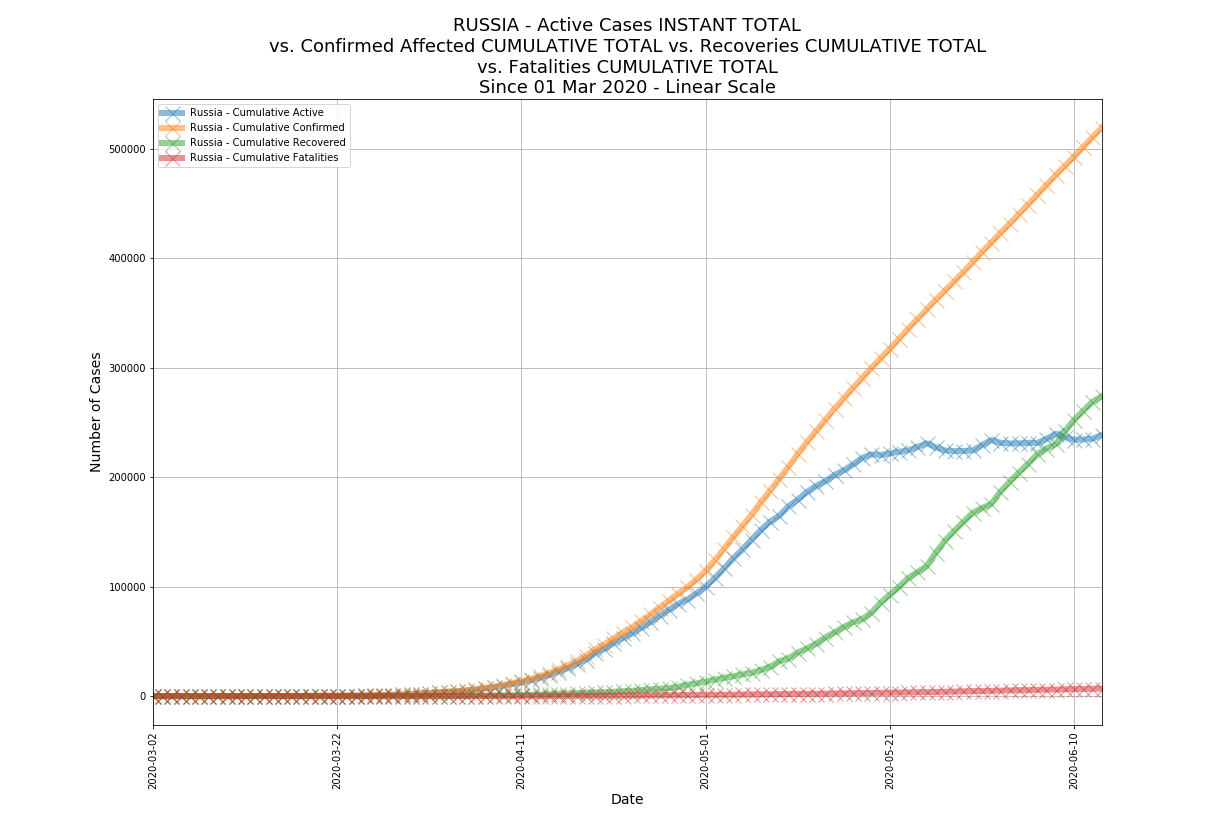 RUSSIA - Active Cases INSTANT TOTAL
vs. Confirmed Affected CUMULATIVE TOTAL vs. Recoveries CUMULATIVE TOTAL
vs. Fatalities CUMULATIVE TOTAL
Since 01 Mar 2020 - Linear Scale
Russia - Cumulative Active
Russia - Cumulative Confirmed
Russia - Cumulative Recovered
Russia - Cumulative Fatalities
Number of Cases
500000
400000
300000
200000
100000
0
2020-03-02
2020-03-22
2020-04-11
2020-05-01
2020-05-21
2020-06-10
Date